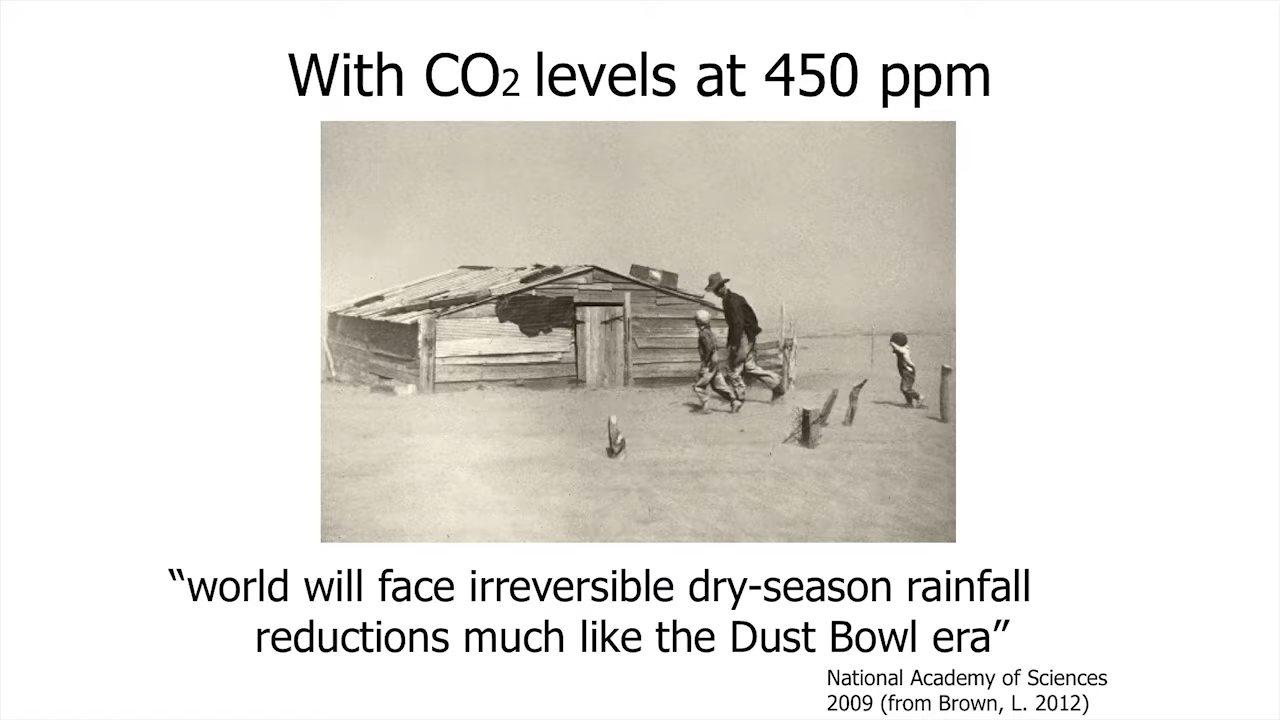 With CO2 levels at 450 ppm
“world will face irreversible dry-season rainfall
reductions much like the Dust Bowl era”
National Academy of Sciences
2009 (from Brown, L. 2012)